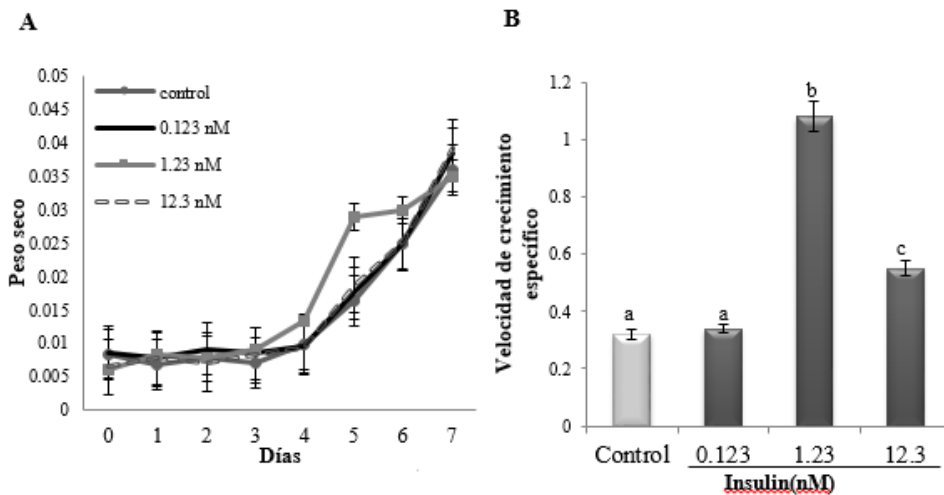 A
Peso seco
0.05
0.045
0.04
0.035
0.03
0.025
0.02
0.015
0.01
0.005
0
control
0.123 nM
1.23 nM
12.3 nM
0 1 2 3 4 5 6 7
Días
B
Velocidad de crecimiento
específico
1.2
1
0.8
0.6
0.4
0.2
0
a
a
b
c
Control 0.123 1.23 12.3
Insulin(nM)